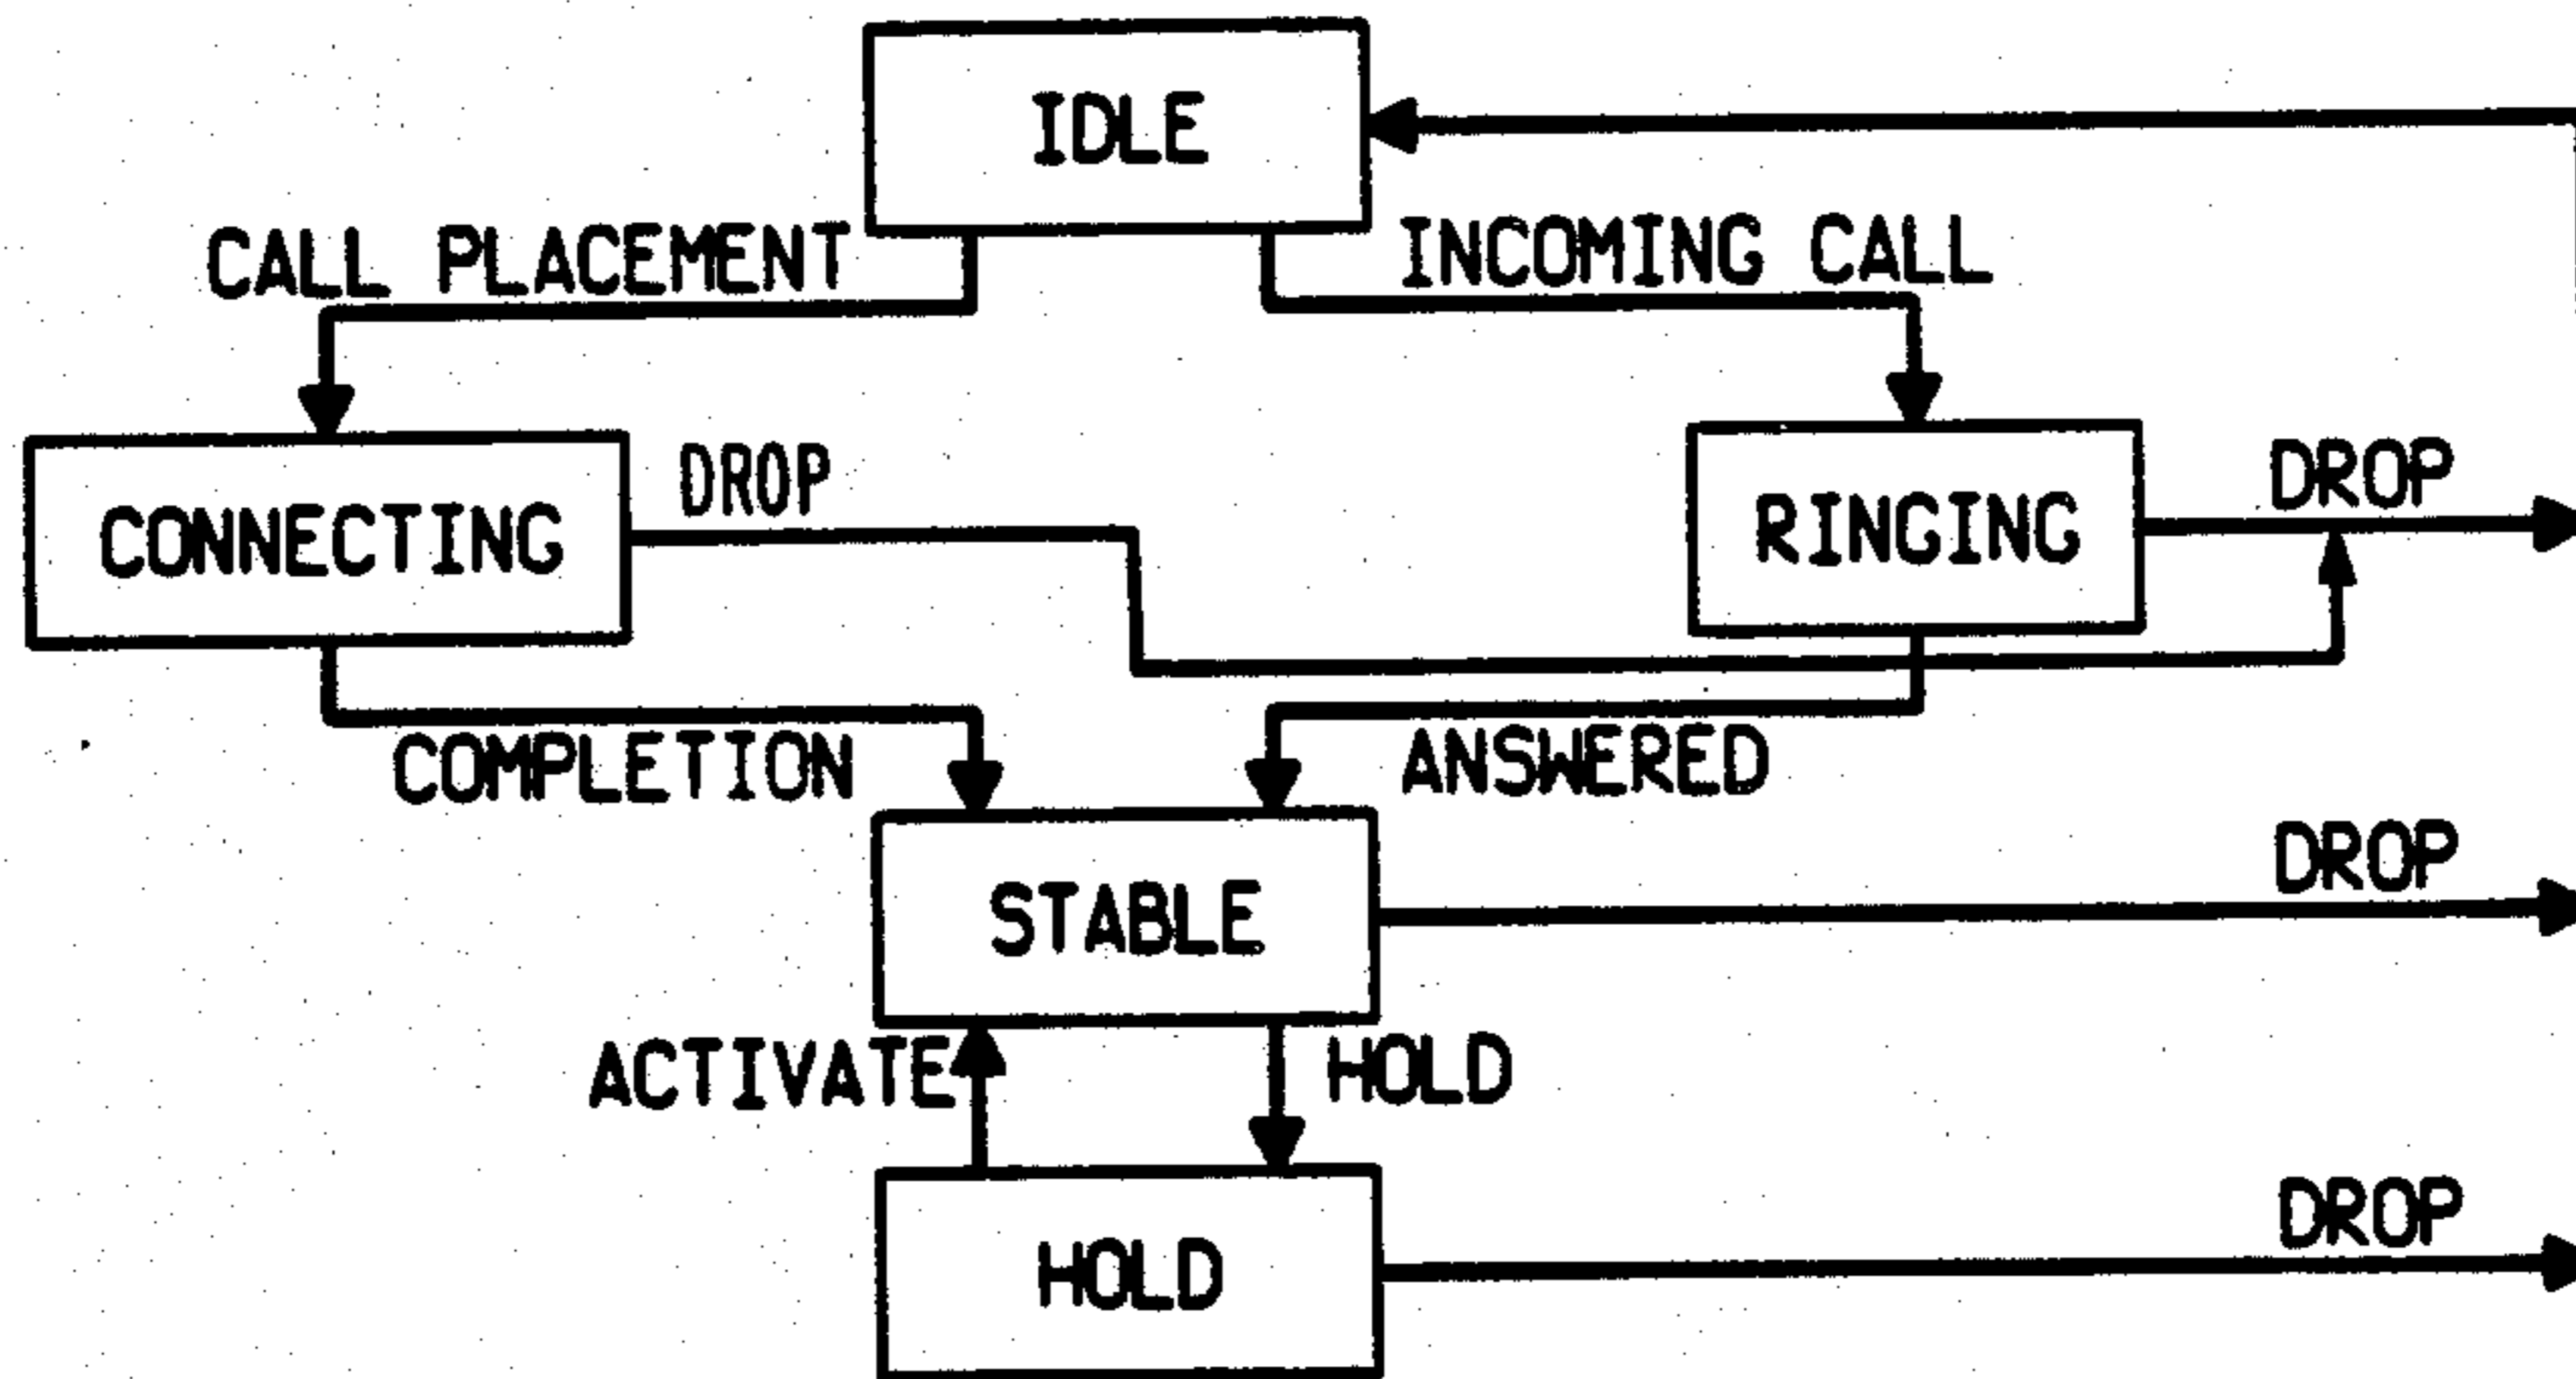 IDLE
CALL PLACEMENT
INCOMING CALL
CONNECTING
DROP
RINGING
DROP
COMPLETION
ANSWERED
STABLE
DROP
ACTIVATE
HOLD
HOLD
DROP